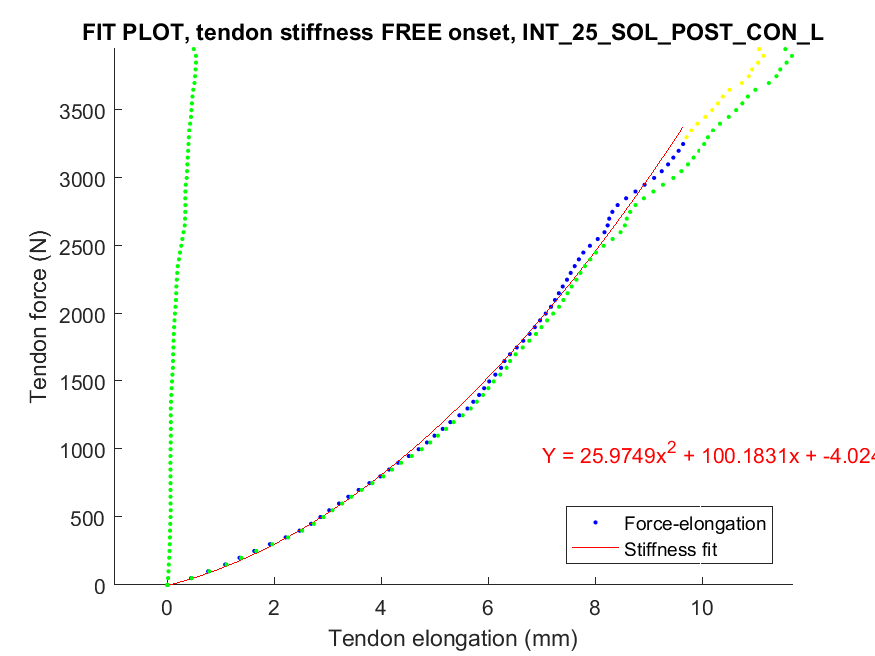 FIT PLOT, tendon stiffness FREE onset, INT_25_SOL_POST_CON_L
3500
3000
2500
2000
1500
1000
500
0
Tendon force (N)
Y = 25.9749x² + 100.1831x + -4.024
Force-elongation
Stiffness fit
0 2 4 6 8 10
Tendon elongation (mm)